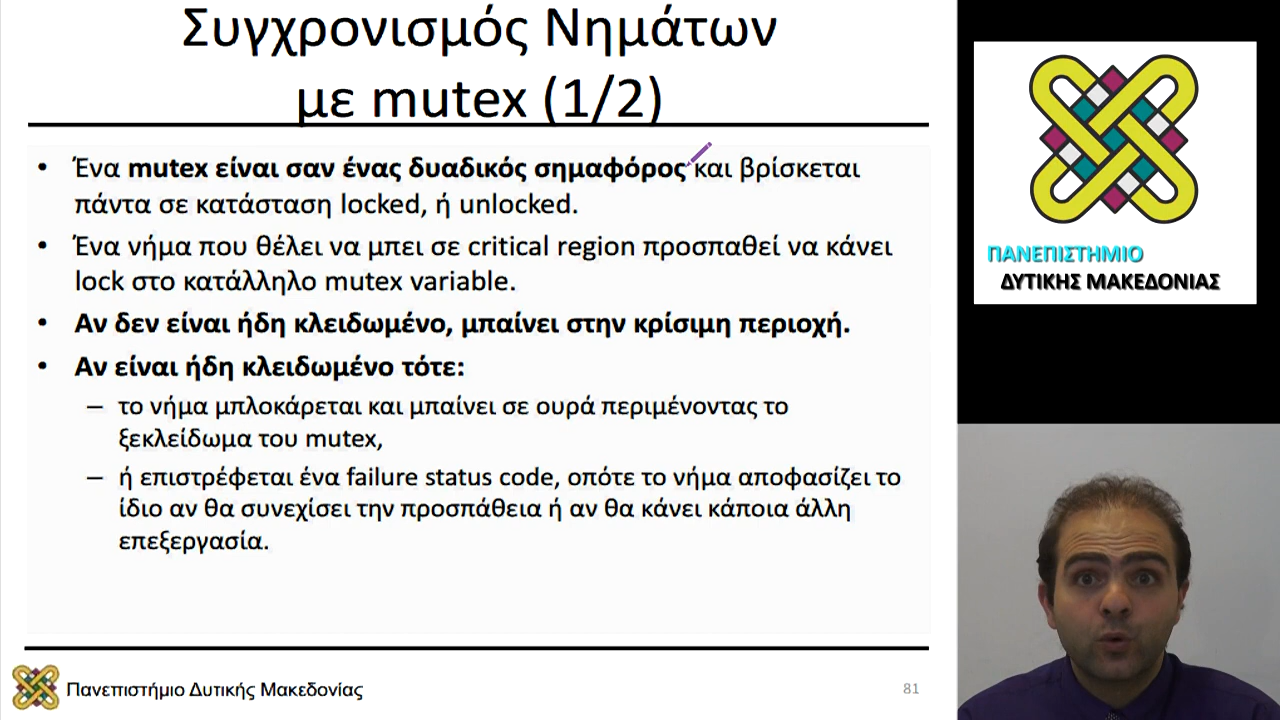 Συγχρονισμός Νημάτων
με mutex (1/2)
• Ένα mutex είναι σαν ένας δυαδικός σημαφόρος και βρίσκεται
πάντα σε κατάσταση locked, ή unlocked.
• Ένα νήμα που θέλει να μπει σε critical region προσπαθεί να κάνει
lock στο κατάλληλο mutex variable.
• Αν δεν είναι ήδη κλειδωμένο, μπαίνει στην κρίσιμη περιοχή.
• Αν είναι ήδη κλειδωμένο τότε:
– το νήμα μπλοκάρεται και μπαίνει σε ουρά περιμένοντας το
ξεκλείδωμα του mutex,
– ή επιστρέφεται ένα failure status code, οπότε το νήμα αποφασίζει το
ίδιο αν θα συνεχίσει την προσπάθεια ή αν θα κάνει κάποια άλλη
επεξεργασία.
Πανεπιστήμιο Δυτικής Μακεδονίας
81
ΠΑΝΕΠΙΣΤΗΜΙΟ
ΔΥΤΙΚΗΣ ΜΑΚΕΔΟΝΙΑΣ